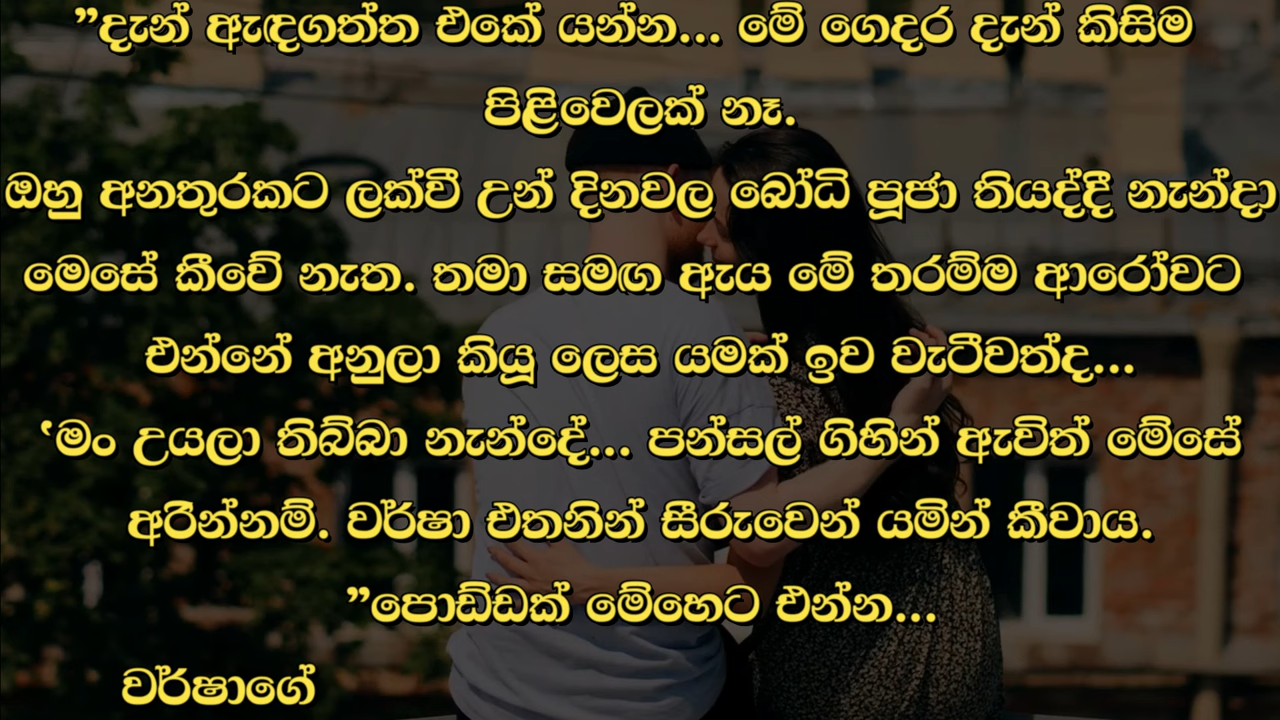 ”දැන් ඇඳගත්ත එකේ යන්න... මේ ගෙදර දැන් කිසිම
පිළිවෙලක් නෑ.
ඔහු අනතුරකට ලක්වී උන් දිනවල බෝධි පූජා තියද්දී නැන්දා
මෙසේ කීවේ නැත. තමා සමඟ ඇය මේ තරම්ම ආරෝවට
එන්නේ අනුලා කියූ ලෙස යමක් ඉව වැටීවත්ද...
‘මං උයලා තිබ්බා නැන්දේ... පන්සල් ගිහින් ඇවිත් මේසේ
අරින්නම්. වර්ෂා එතනින් සීරුවෙන් යමින් කීවාය.
”පොඩ්ඩක් මේහෙට එන්න...
වර්ෂාගේ